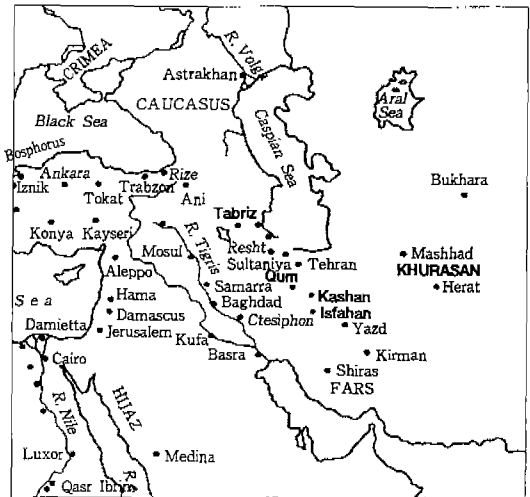 CRIMEA
R. Volga
Astrakhan
CAUCASUS
Aral
Sea
Black Sea
Caspian Sea
Bosphorus
Ankara
Rize
Iznik
Tokat
Trabzon
Ani
Bukhara
Tabriz
Konya
Kayseri
R. Tigris
Mosul
Resht
Mashhad
Aleppo
Sultaniya
Tehran
KHURASAN
Qum
Samarra
Herat
Sea
Hama
Baghdad
Kashan
Damascus
Ctesiphon
Isfahan
Damietta
Jerusalem
Kufa
Yazd
Cairo
Basra
Kirman
Shiras
HIJAZ
FARS
R. Nile
Luxor
Medina
R.
Qasr Ibrim